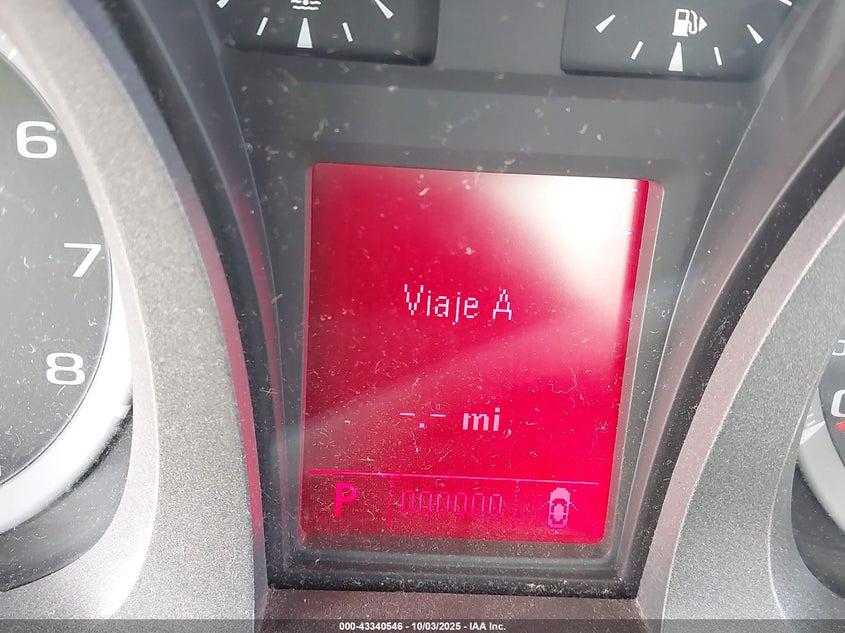 6
7
8
Viaje A
-.- mi
P 000000
000-43340546 - 10/03/2025 - IAA Inc.